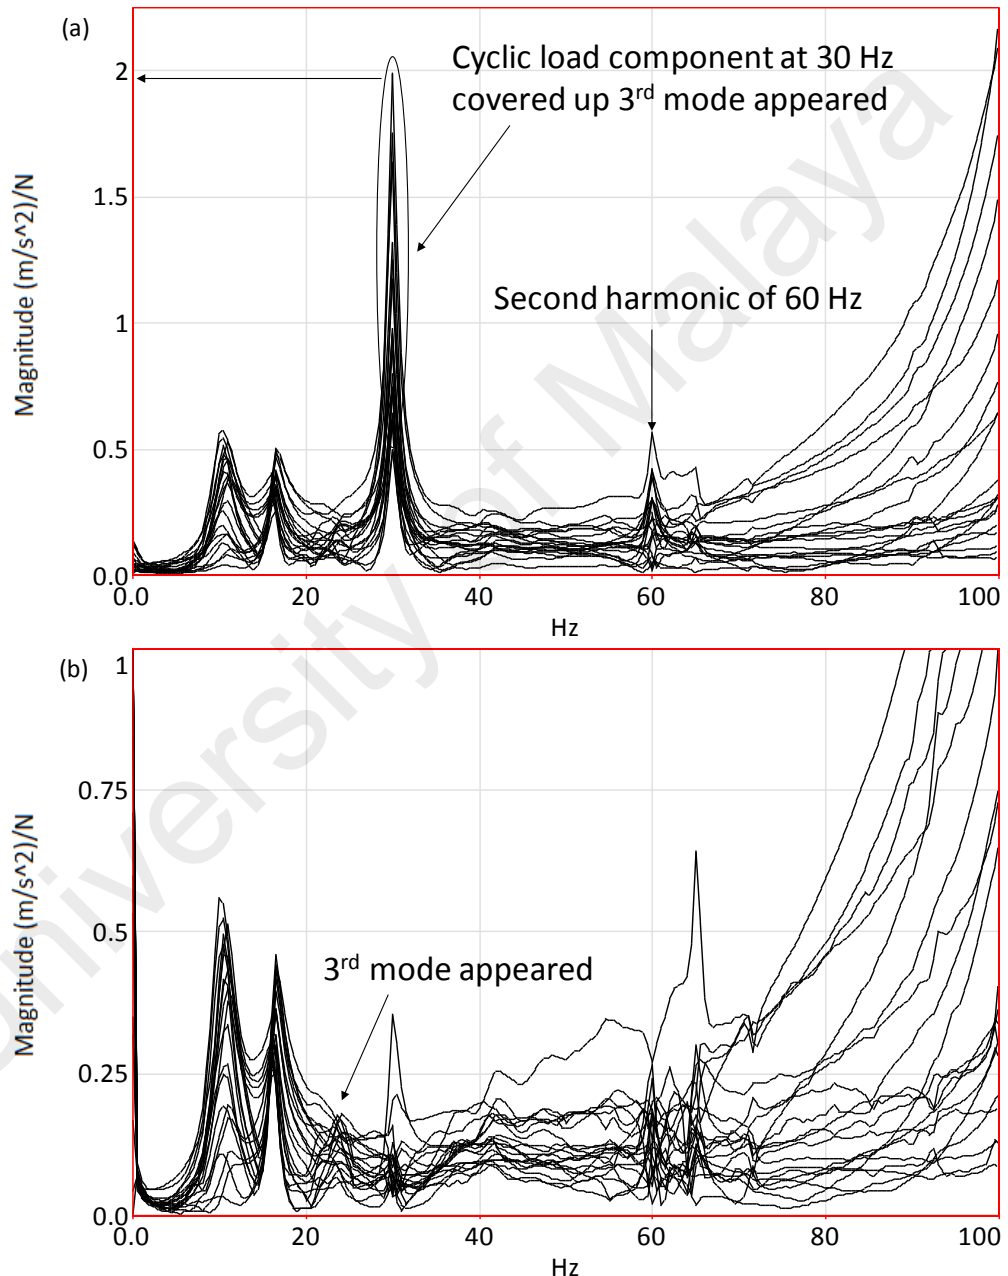 (a)
Cyclic load component at 30 Hz
covered up 3rd mode appeared
Second harmonic of 60 Hz
Magnitude (m/s^2)/N
2
1.5
1
0.5
0.0
0.0 20 40 60 80 100
Hz
(b)
3rd mode appeared
Magnitude (m/s^2)/N
1
0.75
0.5
0.25
0.0
0.0 20 40 60 80 100
Hz
University of Malaya